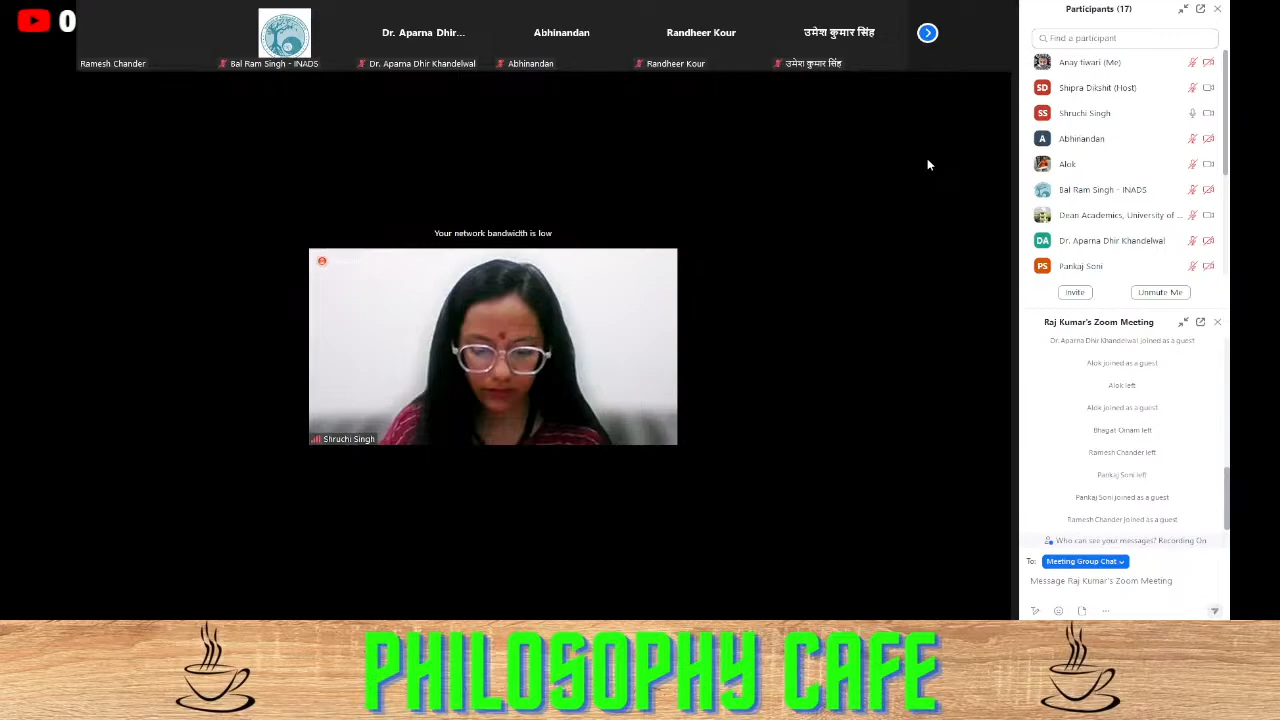 0
Dr. Aparna Dhir...
Abhinandan
Randheer Kour
उमेश कुमार सिंह
Ramesh Chander
Bal Ram Singh - INADS
Dr. Aparna Dhir Khandelwal
Abhinandan
Randheer Kour
उमेश कुमार सिंह
Your network bandwidth is low
Shruchi Singh
Participants (17)
Find a participant
Anay tiwari (Me)
SD Shipra Dikshit (Host)
SS Shruchi Singh
A Abhinandan
Alok
Bal Ram Singh - INADS
Dean Academics, University of ...
DA Dr. Aparna Dhir Khandelwal
PS Pankaj Soni
Invite
Unmute Me
Raj Kumar's Zoom Meeting
Dr. Aparna Dhir Khandelwal joined as a guest
Alok joined as a guest
Alok left
Alok joined as a guest
Bhagat Oinam left
Ramesh Chander left
Pankaj Soni left
Pankaj Soni joined as a guest
Ramesh Chander joined as a guest
Who can see your messages? Recording On
To: Meeting Group Chat
Message Raj Kumar's Zoom Meeting
PHILOSOPHY CAFE